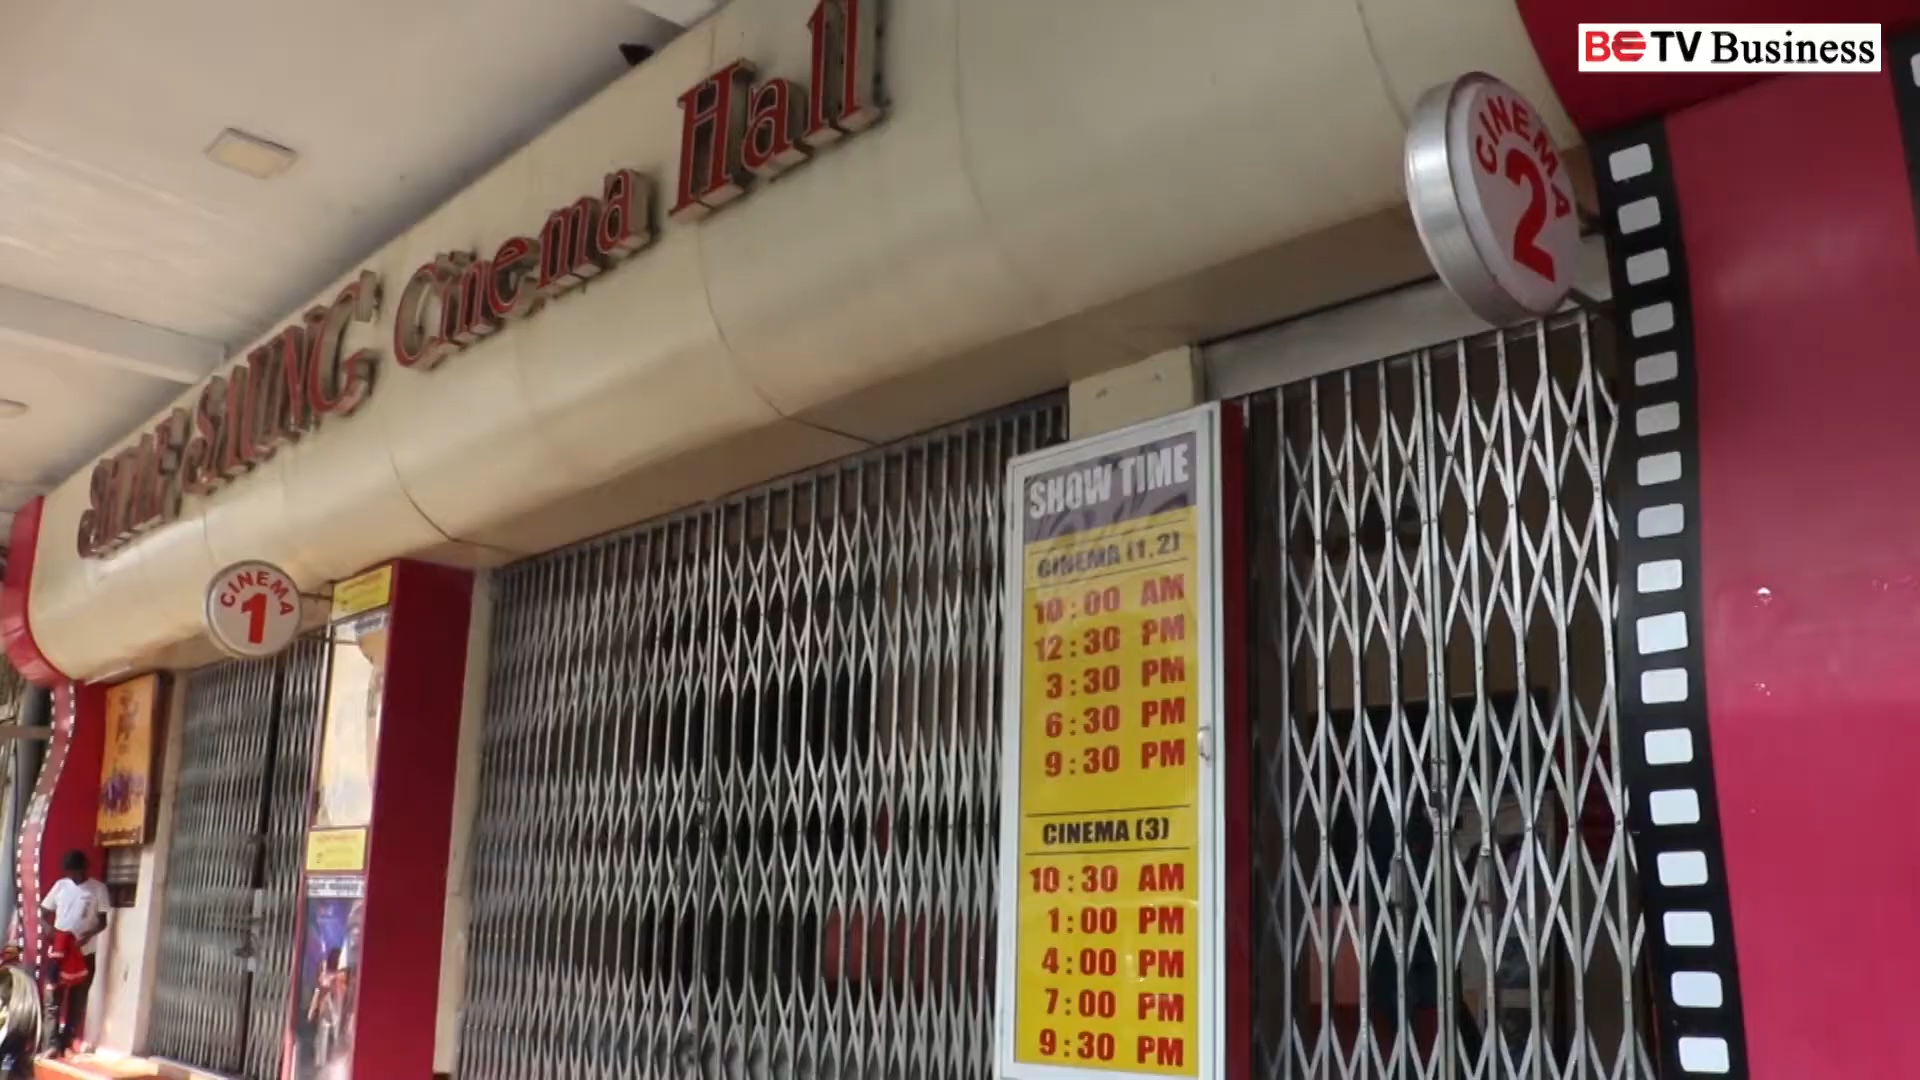 BETV Business
SHAE SAUNG Cinema Hall
CINEMA
2
CINEMA
1
SHOW TIME
CINEMA (1,2)
10:00 AM
12:30 PM
3:30 PM
6:30 PM
9:30 PM
CINEMA (3)
10:30 AM
1:00 PM
4:00 PM
7:00 PM
9:30 PM